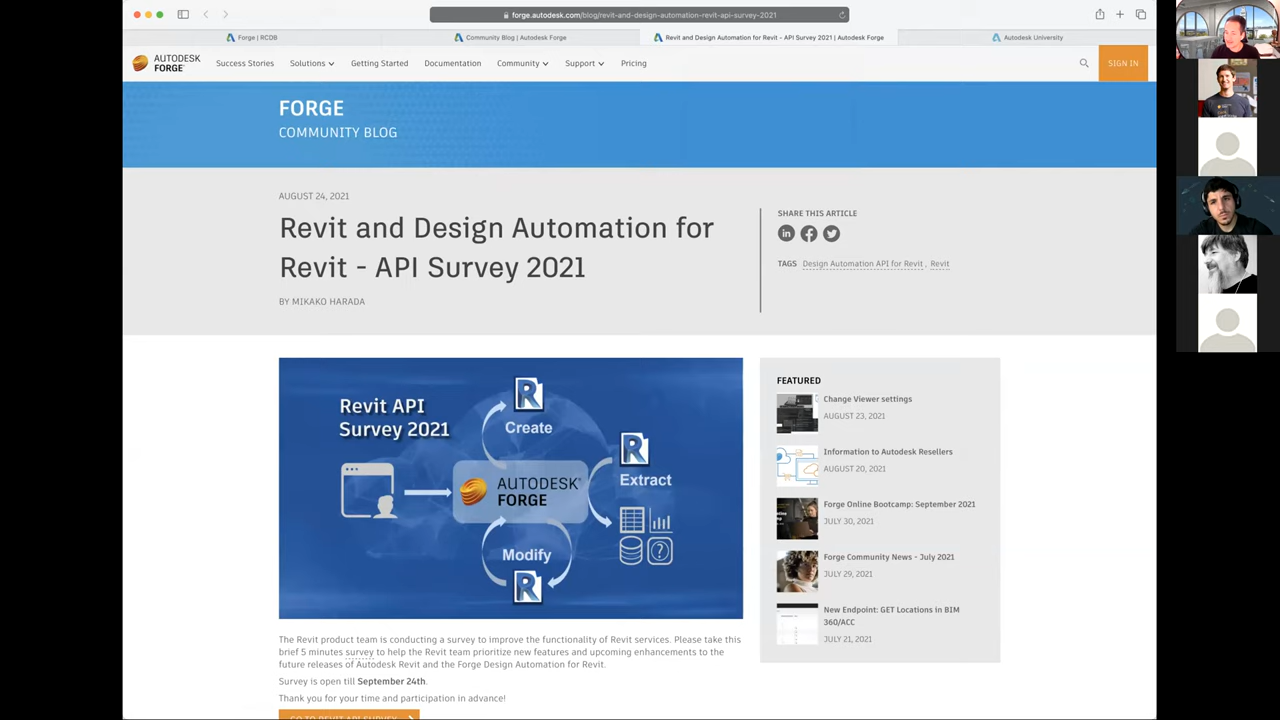 forge.autodesk.com/blog/revit-and-design-automation-revit-api-survey-2021
Forge | RCDB
Community Blog | Autodesk Forge
Revit and Design Automation for Revit - API Survey 2021 | Autodesk Forge
Autodesk University
AUTODESK
FORGE
Success Stories
Solutions
Getting Started
Documentation
Community
Support
Pricing
SIGN IN
FORGE
COMMUNITY BLOG
AUGUST 24, 2021
Revit and Design Automation for
Revit - API Survey 2021
BY MIKAKO HARADA
SHARE THIS ARTICLE
in
TAGS Design Automation API for Revit , Revit
Revit API
Survey 2021
R
Create
R
Extract
AUTODESK
FORGE
Modify
R
?
The Revit product team is conducting a survey to improve the functionality of Revit services. Please take this
brief 5 minutes survey to help the Revit team prioritize new features and upcoming enhancements to the
future releases of Autodesk Revit and the Forge Design Automation for Revit.
Survey is open till September 24th.
Thank you for your time and participation in advance!
GO TO REVIT API SURVEY
FEATURED
Change Viewer settings
AUGUST 23, 2021
Information to Autodesk Resellers
AUGUST 20, 2021
Forge Online Bootcamp: September 2021
JULY 30, 2021
Forge Community News - July 2021
JULY 29, 2021
New Endpoint: GET Locations in BIM
360/ACC
JULY 21, 2021